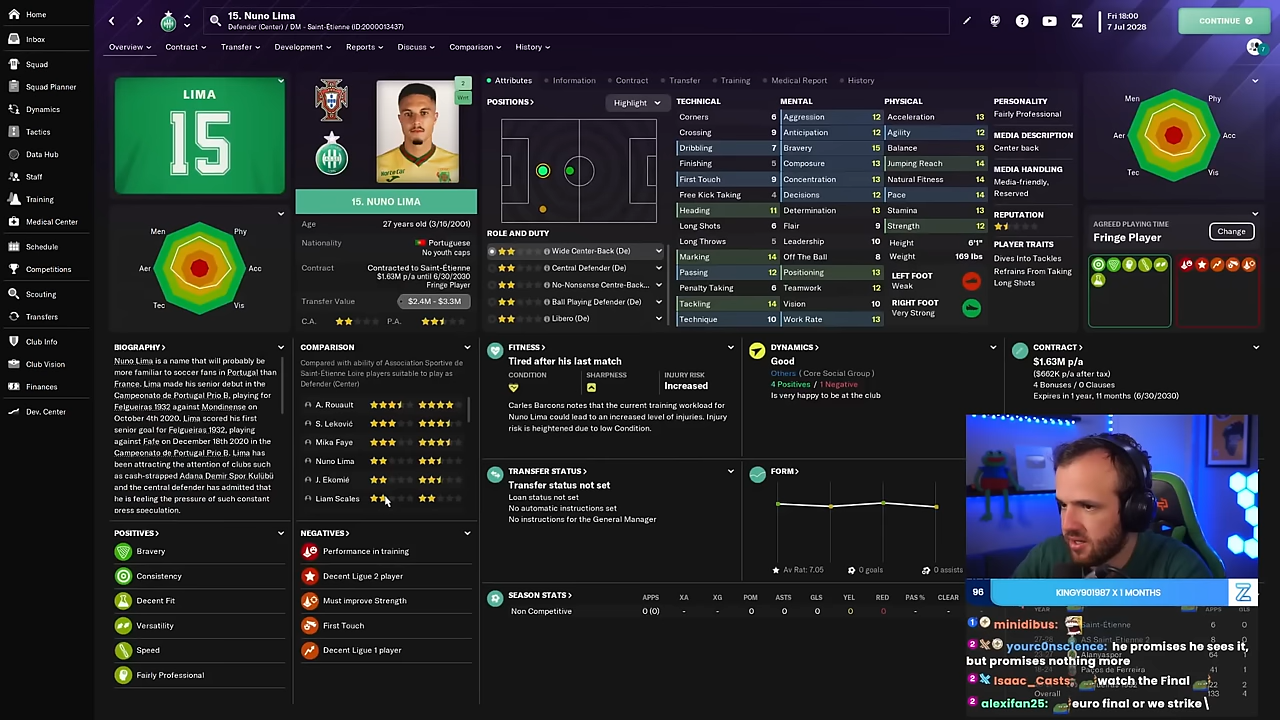 Home
Inbox
Squad
Squad Planner
Dynamics
Tactics
Data Hub
Staff
Training
Medical Center
Schedule
Competitions
Scouting
Transfers
Club Info
Club Vision
Finances
Dev. Center
15. Nuno Lima
Defender (Center) / DM - Saint-Étienne (ID:2000013437)
Fri 18:00
7 Jul 2028
CONTINUE
Overview
Contract
Transfer
Development
Reports
Discuss
Comparison
History
LIMA
15
2
Wnt
15. NUNO LIMA
Age 27 years old (3/16/2001)
Nationality Portuguese
No youth caps
Contract Contracted to Saint-Étienne
$1.63M p/a until 6/30/2030
Fringe Player
Transfer Value $2.4M - $3.3M
C.A. P.A.
Men Phy
Aer Acc
Tec Vis
Attributes Information Contract Transfer Training Medical Report History
POSITIONS Highlight
ROLE AND DUTY
Wide Center-Back (De)
Central Defender (De)
No-Nonsense Centre-Back...
Ball Playing Defender (De)
Libero (De)
TECHNICAL
Corners 6
Crossing 9
Dribbling 7
Finishing 5
First Touch 9
Free Kick Taking 4
Heading 11
Long Shots 6
Long Throws 5
Marking 14
Passing 12
Penalty Taking 6
Tackling 14
Technique 10
MENTAL
Aggression 12
Anticipation 12
Bravery 15
Composure 13
Concentration 13
Decisions 12
Determination 13
Flair 9
Leadership 10
Off The Ball 8
Positioning 13
Teamwork 12
Vision 10
Work Rate 13
PHYSICAL
Acceleration 13
Agility 12
Balance 13
Jumping Reach 14
Natural Fitness 14
Pace 14
Stamina 13
Strength 12
Height 6'1"
Weight 169 lbs
LEFT FOOT
Weak
RIGHT FOOT
Very Strong
PERSONALITY
Fairly Professional
MEDIA DESCRIPTION
Center back
MEDIA HANDLING
Media-friendly,
Reserved
REPUTATION
PLAYER TRAITS
Dives Into Tackles
Refrains From Taking
Long Shots
Men Phy
Aer Acc
Tec Vis
AGREED PLAYING TIME
Fringe Player
Change
BIOGRAPHY
Nuno Lima is a name that will probably be
more familiar to soccer fans in Portugal than
France. Lima made his senior debut in the
Campeonato de Portugal Prio B, playing for
Felgueiras 1932 against Mondinense on
October 4th 2020. Lima scored his first
senior goal for Felgueiras 1932, playing
against Fafe on December 18th 2020 in the
Campeonato de Portugal Prio B. Lima has
been attracting the attention of clubs such
as cash-strapped Adana Demir Spor Kulübü
and the central defender has admitted that
he is feeling the pressure of such constant
press speculation.
COMPARISON
Compared with ability of Association Sportive de
Saint-Étienne Loire players suitable to play as
Defender (Center)
A. Rouault
S. Leković
Mika Faye
Nuno Lima
J. Ekomié
Liam Scales
POSITIVES
Bravery
Consistency
Decent Fit
Versatility
Speed
Fairly Professional
NEGATIVES
Performance in training
Decent Ligue 2 player
Must improve Strength
First Touch
Decent Ligue 1 player
FITNESS
Tired after his last match
CONDITION SHARPNESS INJURY RISK
Increased
Carles Barcons notes that the current training workload for
Nuno Lima could lead to an increased level of injuries. Injury
risk is heightened due to low Condition.
DYNAMICS
Good
Others ( Core Social Group )
4 Positives / 1 Negative
Is very happy to be at the club
CONTRACT
$1.63M p/a
($662K p/a after tax)
4 Bonuses / 0 Clauses
Expires in 1 year, 11 months (6/30/2030)
TRANSFER STATUS
Transfer status not set
Loan status not set
No automatic instructions set
No instructions for the General Manager
FORM
Av Rat: 7.05 0 goals 0 assists
SEASON STATS APPS XA XG POM ASTS GLS YEL RED PAS % CLEAR
Non Competitive 0 (0) - - 0 0 0 0 0 - -
96 KINGY901987 X 1 MONTHS
minidibus:
yourc0nsc1ence: he promises he sees it,
but promises nothing more
Isaac_Casts: watch the Final
alexifan25: euro final or we strike \